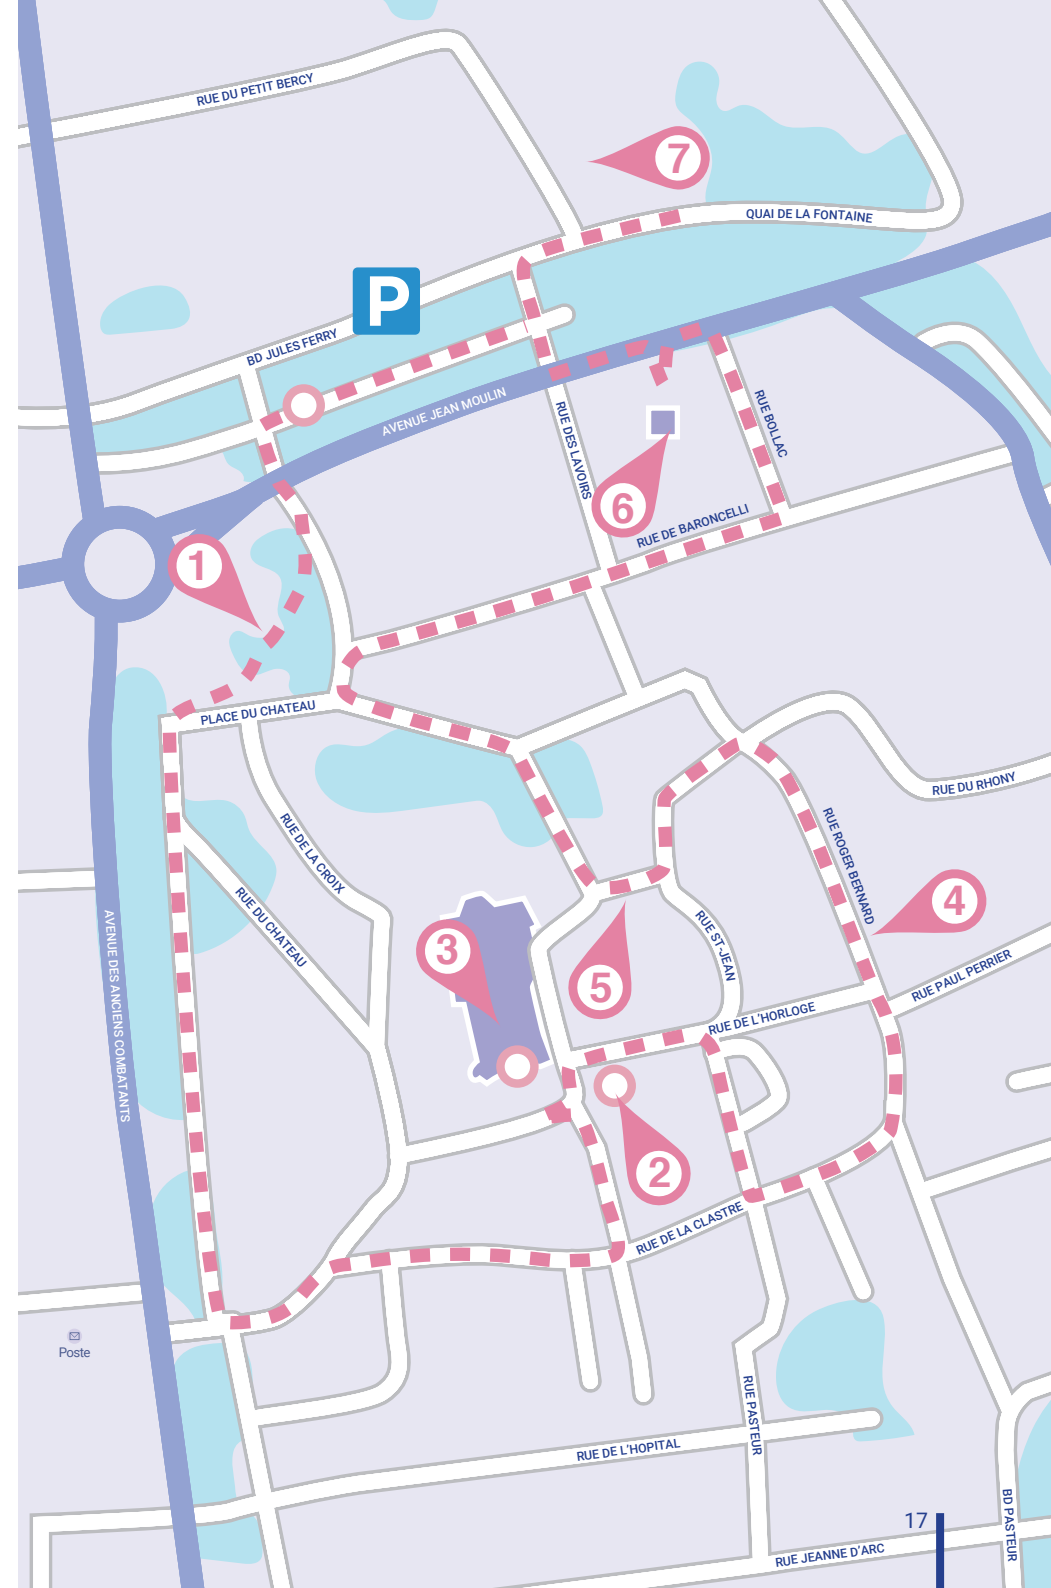 RUE DU PETIT BERCY
7
QUAI DE LA FONTAINE
P
BD JULES FERRY
AVENUE JEAN MOULIN
RUE DES LAVOIRS
RUE BOLLAC
6
RUE DE BARONCELLI
1
PLACE DU CHATEAU
RUE DU RHONY
RUE DE LA CROIX
RUE ROGER BERNARD
RUE DU CHATEAU
4
3
5
RUE ST-JEAN
AVENUE DES ANCIENS COMBATANTS
RUE PAUL PERRIER
RUE DE L'HORLOGE
2
RUE DE LA CLASTRE
Poste
RUE PASTEUR
RUE DE L'HOPITAL
BD PASTEUR
17
RUE JEANNE D'ARC